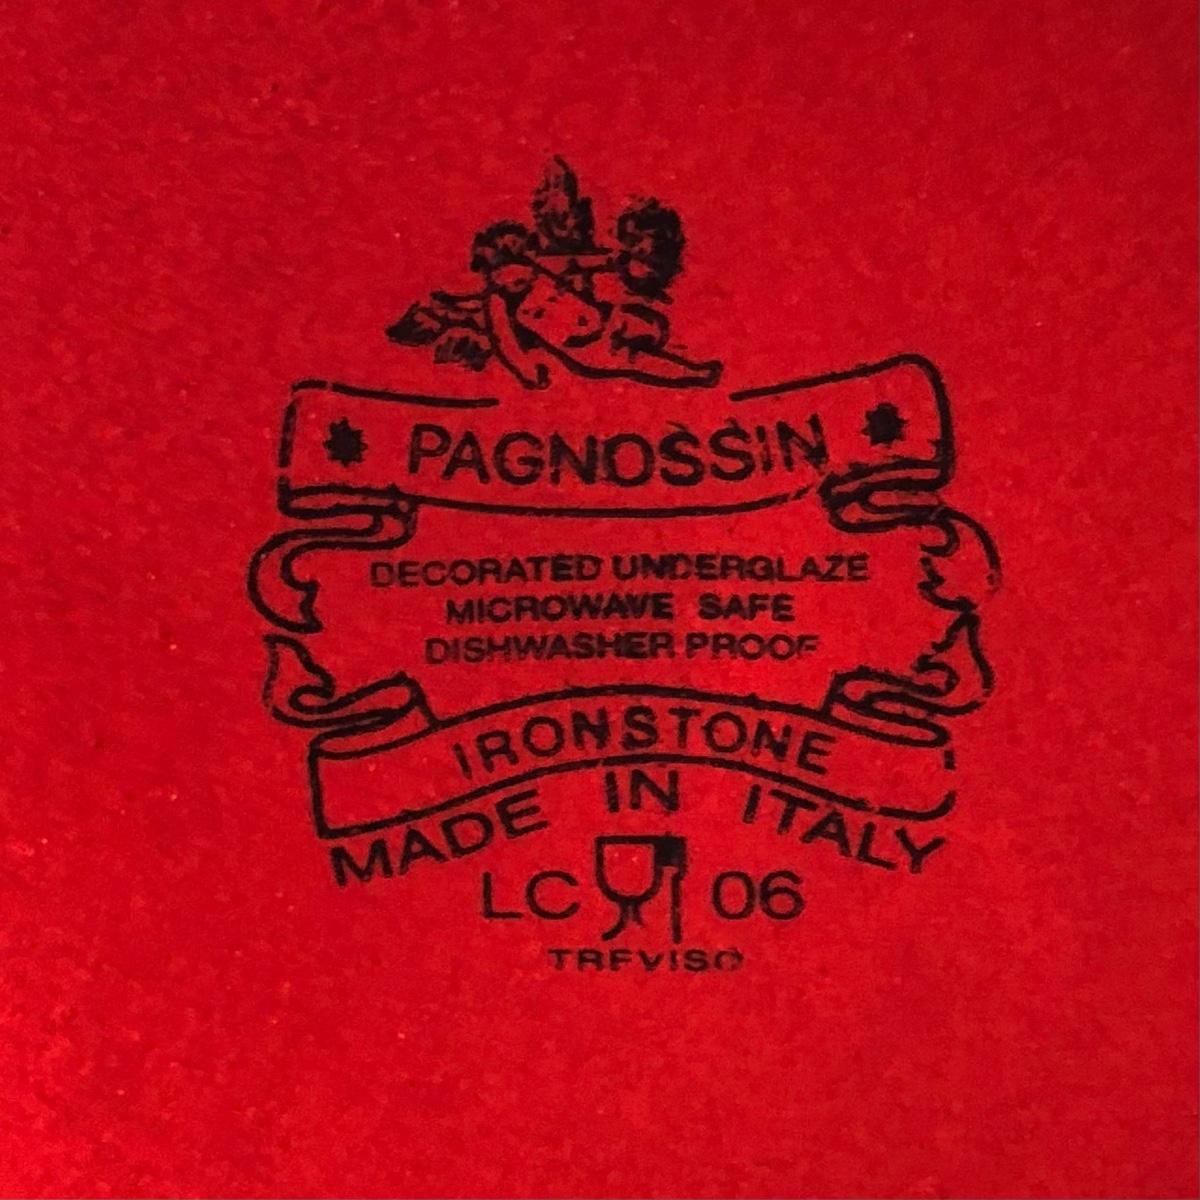 PAGNOSSIN
DECORATED UNDERGLAZE
MICROWAVE SAFE
DISHWASHER PROOF
IRONSTONE
MADE IN ITALY
LC 06
TREVISO